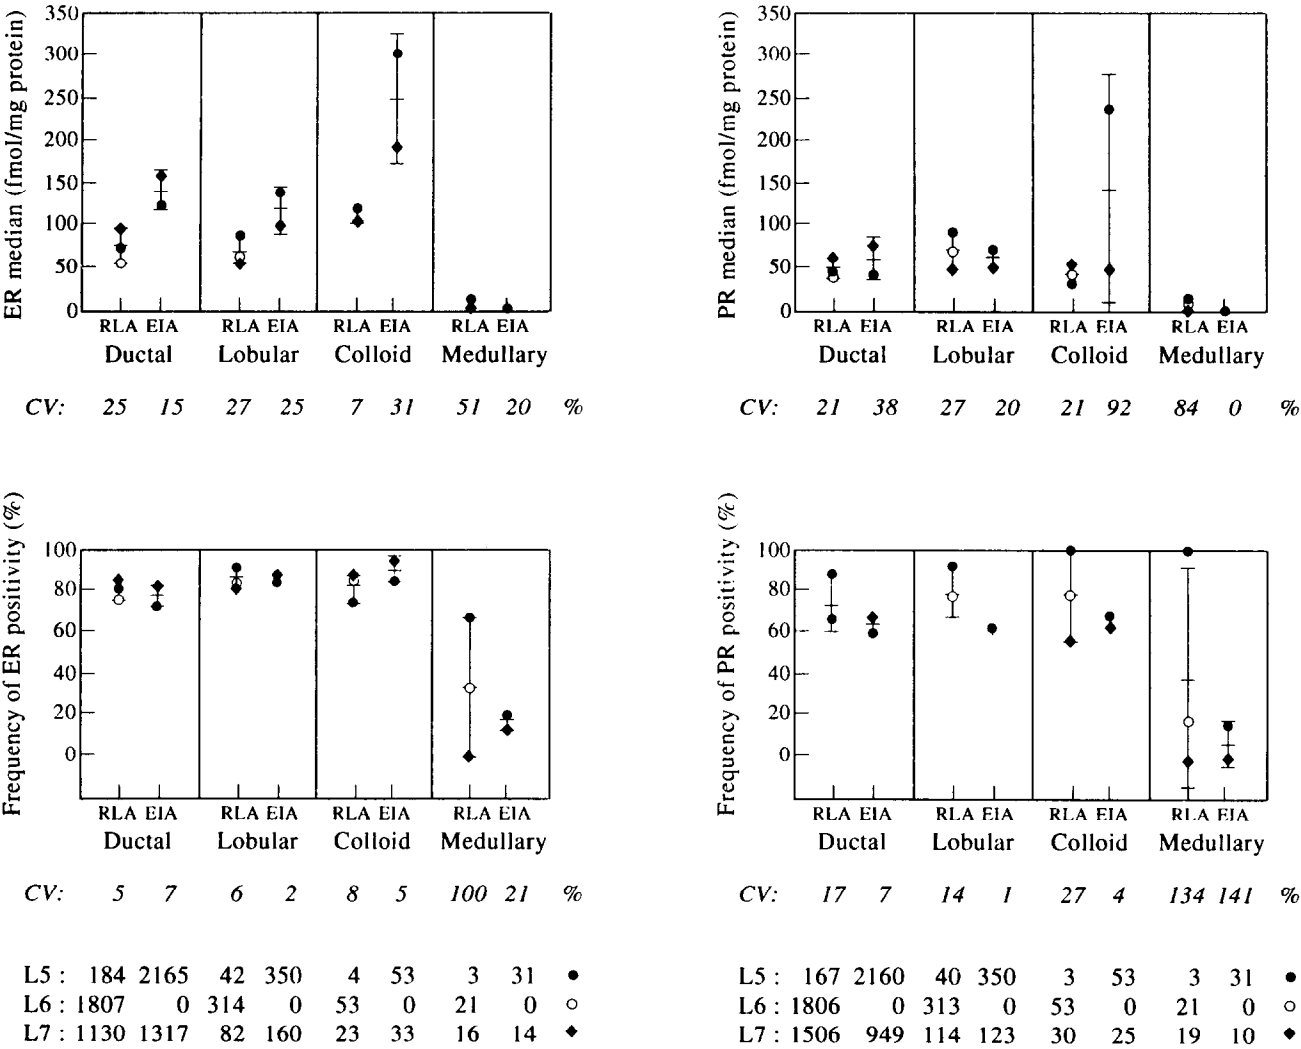 ER median (fmol/mg protein)
350
300
250
200
150
100
50
0
RLA EIA RLA EIA RLA EIA RLA EIA
Ductal Lobular Colloid Medullary
CV: 25 15 27 25 7 31 51 20 %
PR median (fmol/mg protein)
350
300
250
200
150
100
50
0
RLA EIA RLA EIA RLA EIA RLA EIA
Ductal Lobular Colloid Medullary
CV: 21 38 27 20 21 92 84 0 %
Frequency of ER positivity (%)
100
80
60
40
20
0
RLA EIA RLA EIA RLA EIA RLA EIA
Ductal Lobular Colloid Medullary
CV: 5 7 6 2 8 5 100 21 %
L5 : 184 2165 42 350 4 53 3 31 ●
L6 : 1807 0 314 0 53 0 21 0 ○
L7 : 1130 1317 82 160 23 33 16 14 ◆
Frequency of PR positivity (%)
100
80
60
40
20
0
RLA EIA RLA EIA RLA EIA RLA EIA
Ductal Lobular Colloid Medullary
CV: 17 7 14 1 27 4 134 141 %
L5 : 167 2160 40 350 3 53 3 31 ●
L6 : 1806 0 313 0 53 0 21 0 ○
L7 : 1506 949 114 123 30 25 19 10 ◆